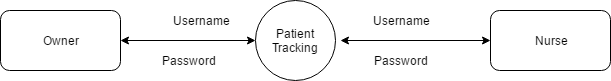 Username
Username
Owner
Patient
Tracking
Nurse
Password
Password